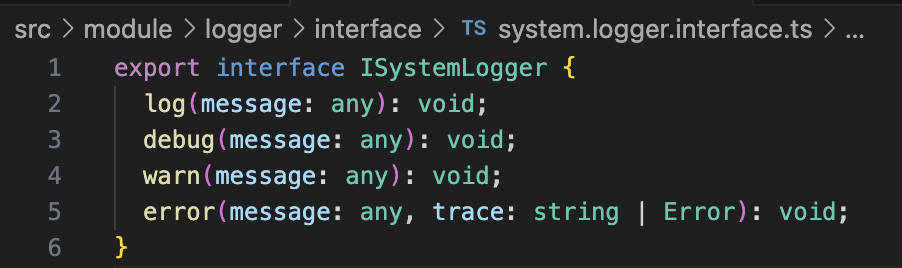 src > module > logger > interface > TS system.logger.interface.ts > ...
1 export interface ISystemLogger {
2 log(message: any): void;
3 debug(message: any): void;
4 warn(message: any): void;
5 error(message: any, trace: string | Error): void;
6 }